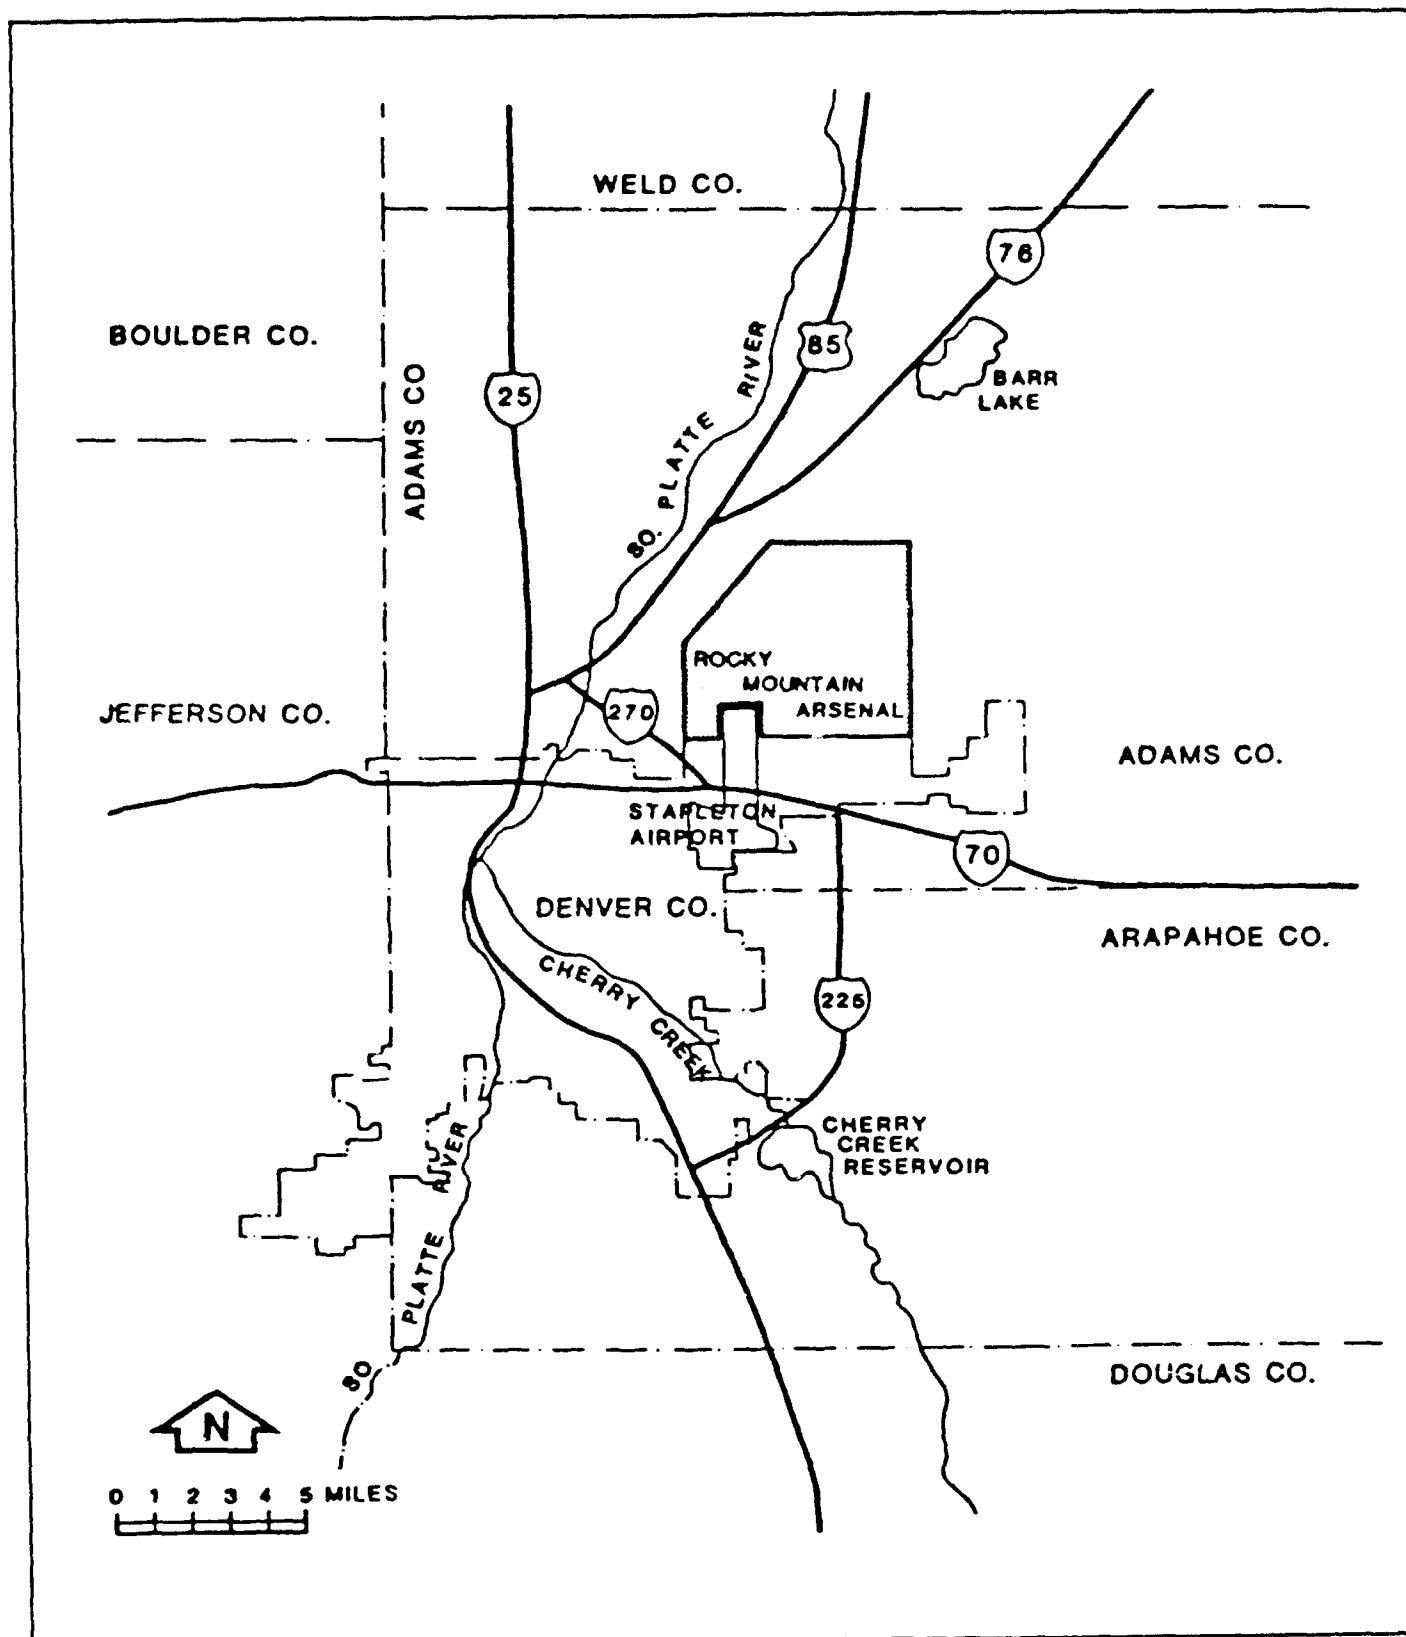 WELD CO.
76
BOULDER CO.
85
BARR
LAKE
ADAMS CO
25
SO. PLATTE RIVER
ROCKY
MOUNTAIN
ARSENAL
JEFFERSON CO.
270
ADAMS CO.
STAPLETON
AIRPORT
70
DENVER CO.
ARAPAHOE CO.
CHERRY CREEK
225
CHERRY
CREEK
RESERVOIR
SO PLATTE RIVER
DOUGLAS CO.
N
0 1 2 3 4 5 MILES